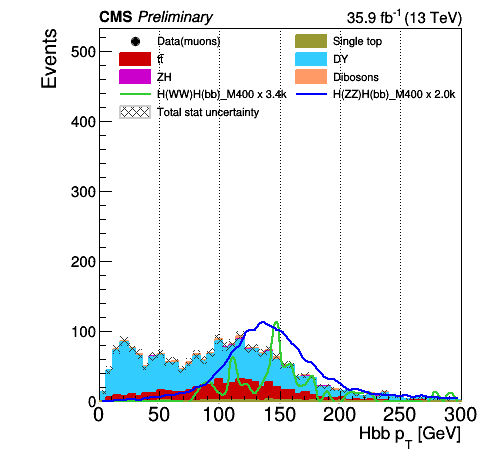 CMS Preliminary 35.9 fb⁻¹ (13 TeV)
Events
Data(muons) Single top
tt̄ DY
ZH Dibosons
H(WW)H(bb)_M400 x 3.4k H(ZZ)H(bb)_M400 x 2.0k
Total stat uncertainty
500
400
300
200
100
0
0 50 100 150 200 250 300
Hbb p_T [GeV]